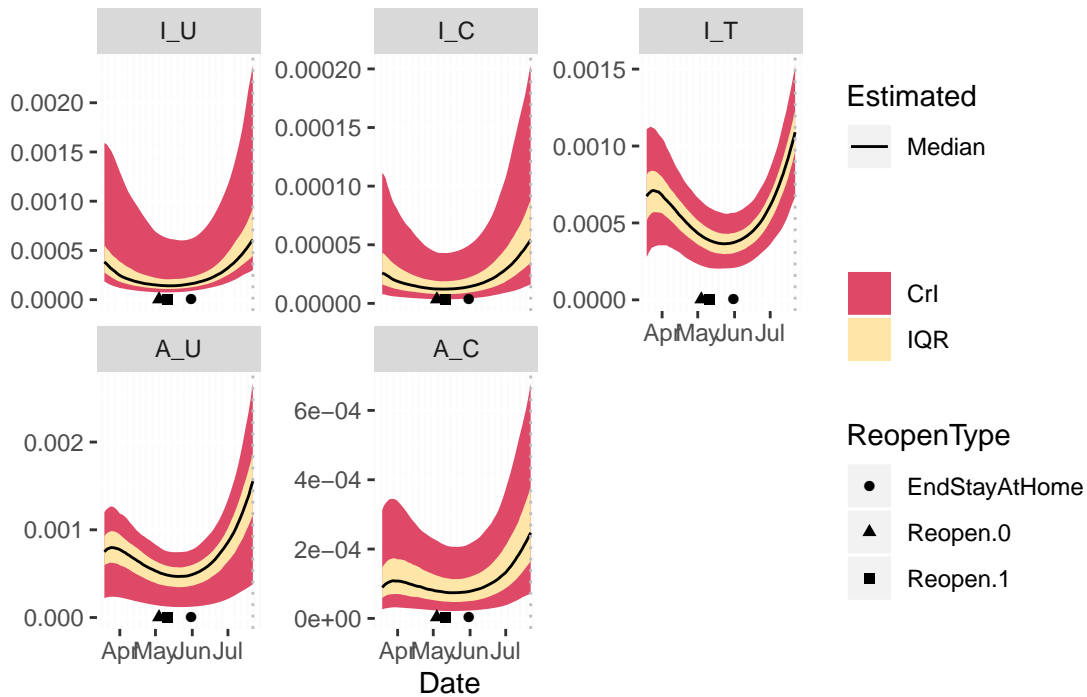 I_U
I_C
I_T
0.0020
0.0015
0.0010
0.0005
0.0000
0.00020
0.00015
0.00010
0.00005
0.00000
0.0015
0.0010
0.0005
0.0000
Apr May Jun Jul
A_U
A_C
0.002
0.001
0.000
Apr May Jun Jul
6e−04
4e−04
2e−04
0e+00
Apr May Jun Jul
Date
Estimated
Median
CrI
IQR
ReopenType
EndStayAtHome
Reopen.0
Reopen.1